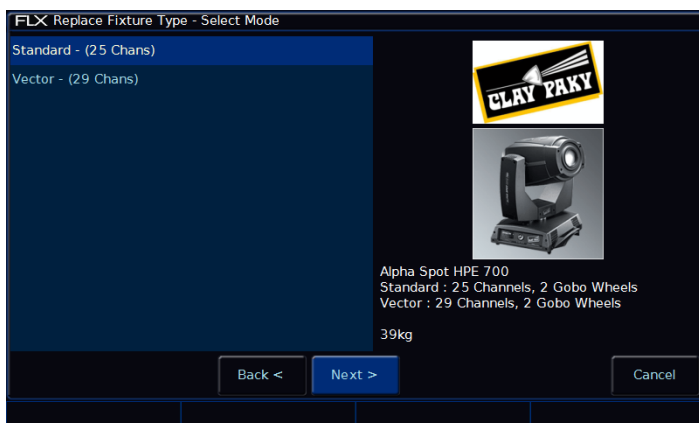 FLX Replace Fixture Type - Select Mode
Standard - (25 Chans)
Vector - (29 Chans)
CLAY PAKY
Alpha Spot HPE 700
Standard : 25 Channels, 2 Gobo Wheels
Vector : 29 Channels, 2 Gobo Wheels
39kg
Back <
Next >
Cancel